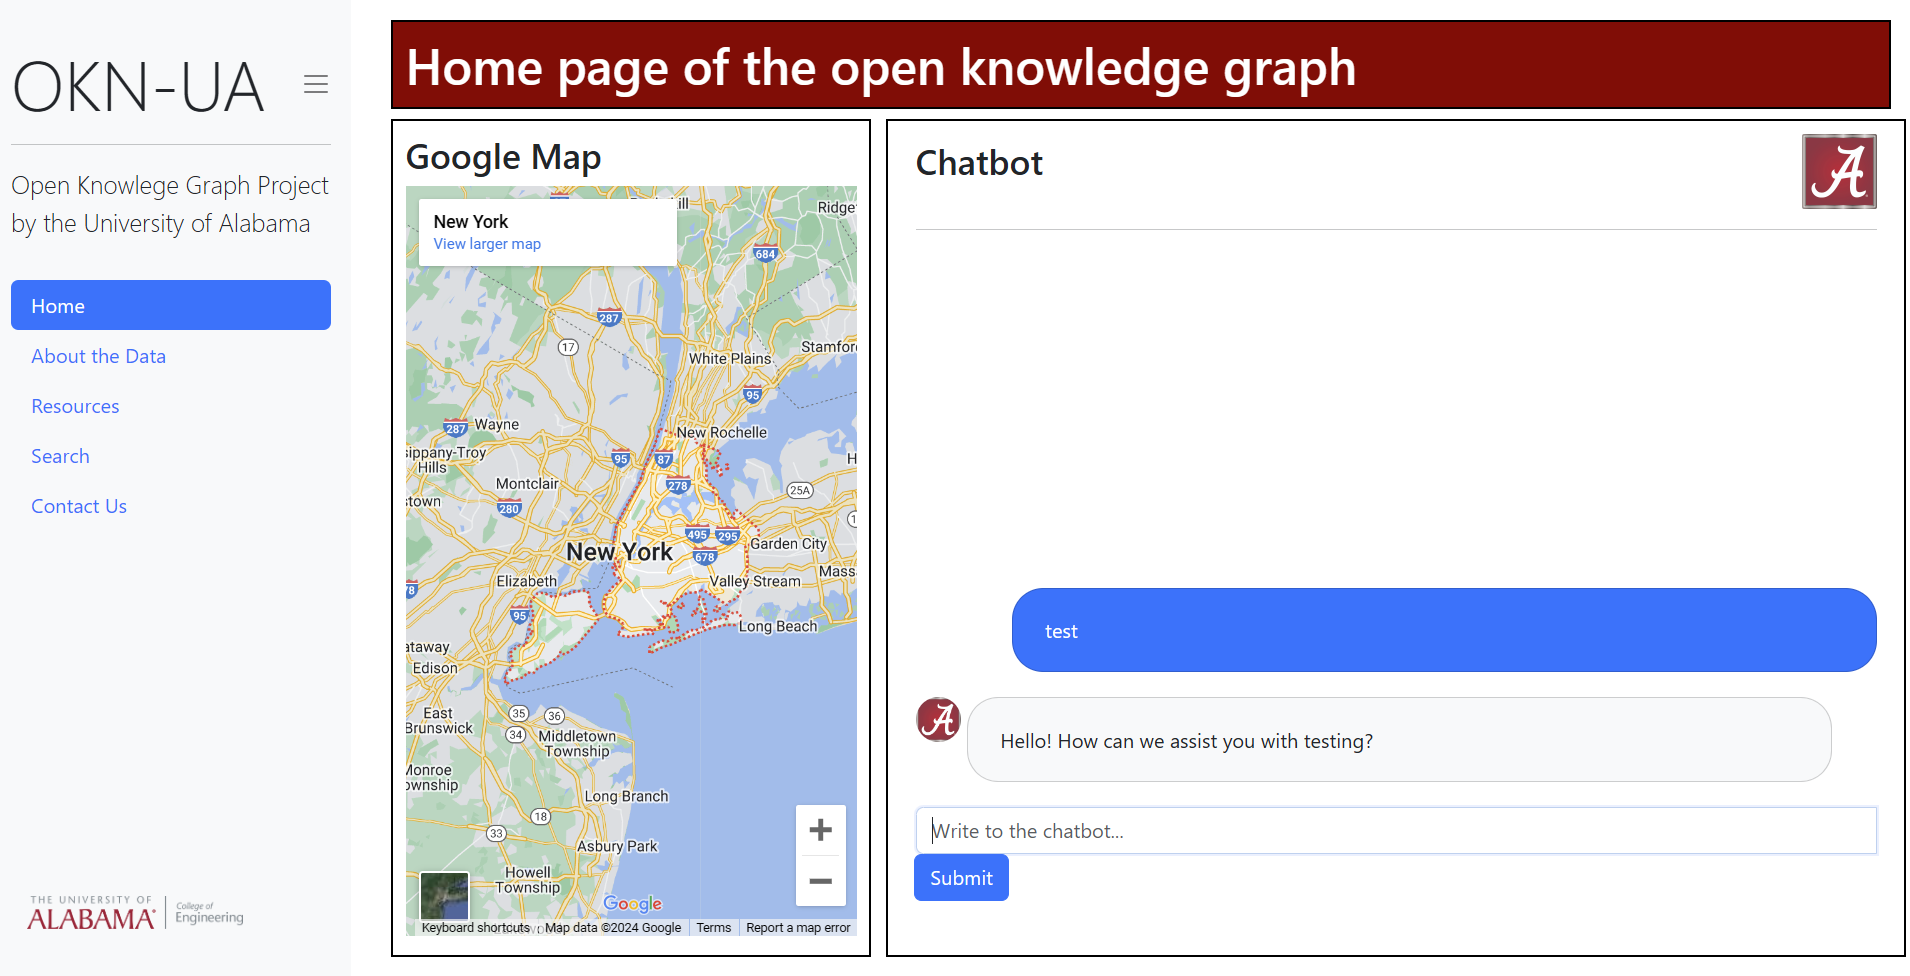 OKN-UA
Open Knowlege Graph Project
by the University of Alabama
Home
About the Data
Resources
Search
Contact Us
THE UNIVERSITY OF
ALABAMA
College of
Engineering
Home page of the open knowledge graph
Google Map
New York
View larger map
Ridge
684
287
17
White Plains
Stamfor
95
287
Wayne
New Rochelle
sippany-Troy
Hills
95
87
H
Montclair
278
25A
stown
280
1
495
295
New York
678
Garden City
Elizabeth
Valley Stream
Mass
78
95
Long Beach
ataway
Edison
East
Brunswick
35
36
34
Middletown
Township
Monroe
ownship
Long Branch
18
33
Asbury Park
Howell
Township
Google
Keyboard shortcuts
Map data ©2024 Google
Terms
Report a map error
Chatbot
A
test
A
Hello! How can we assist you with testing?
Write to the chatbot...
Submit